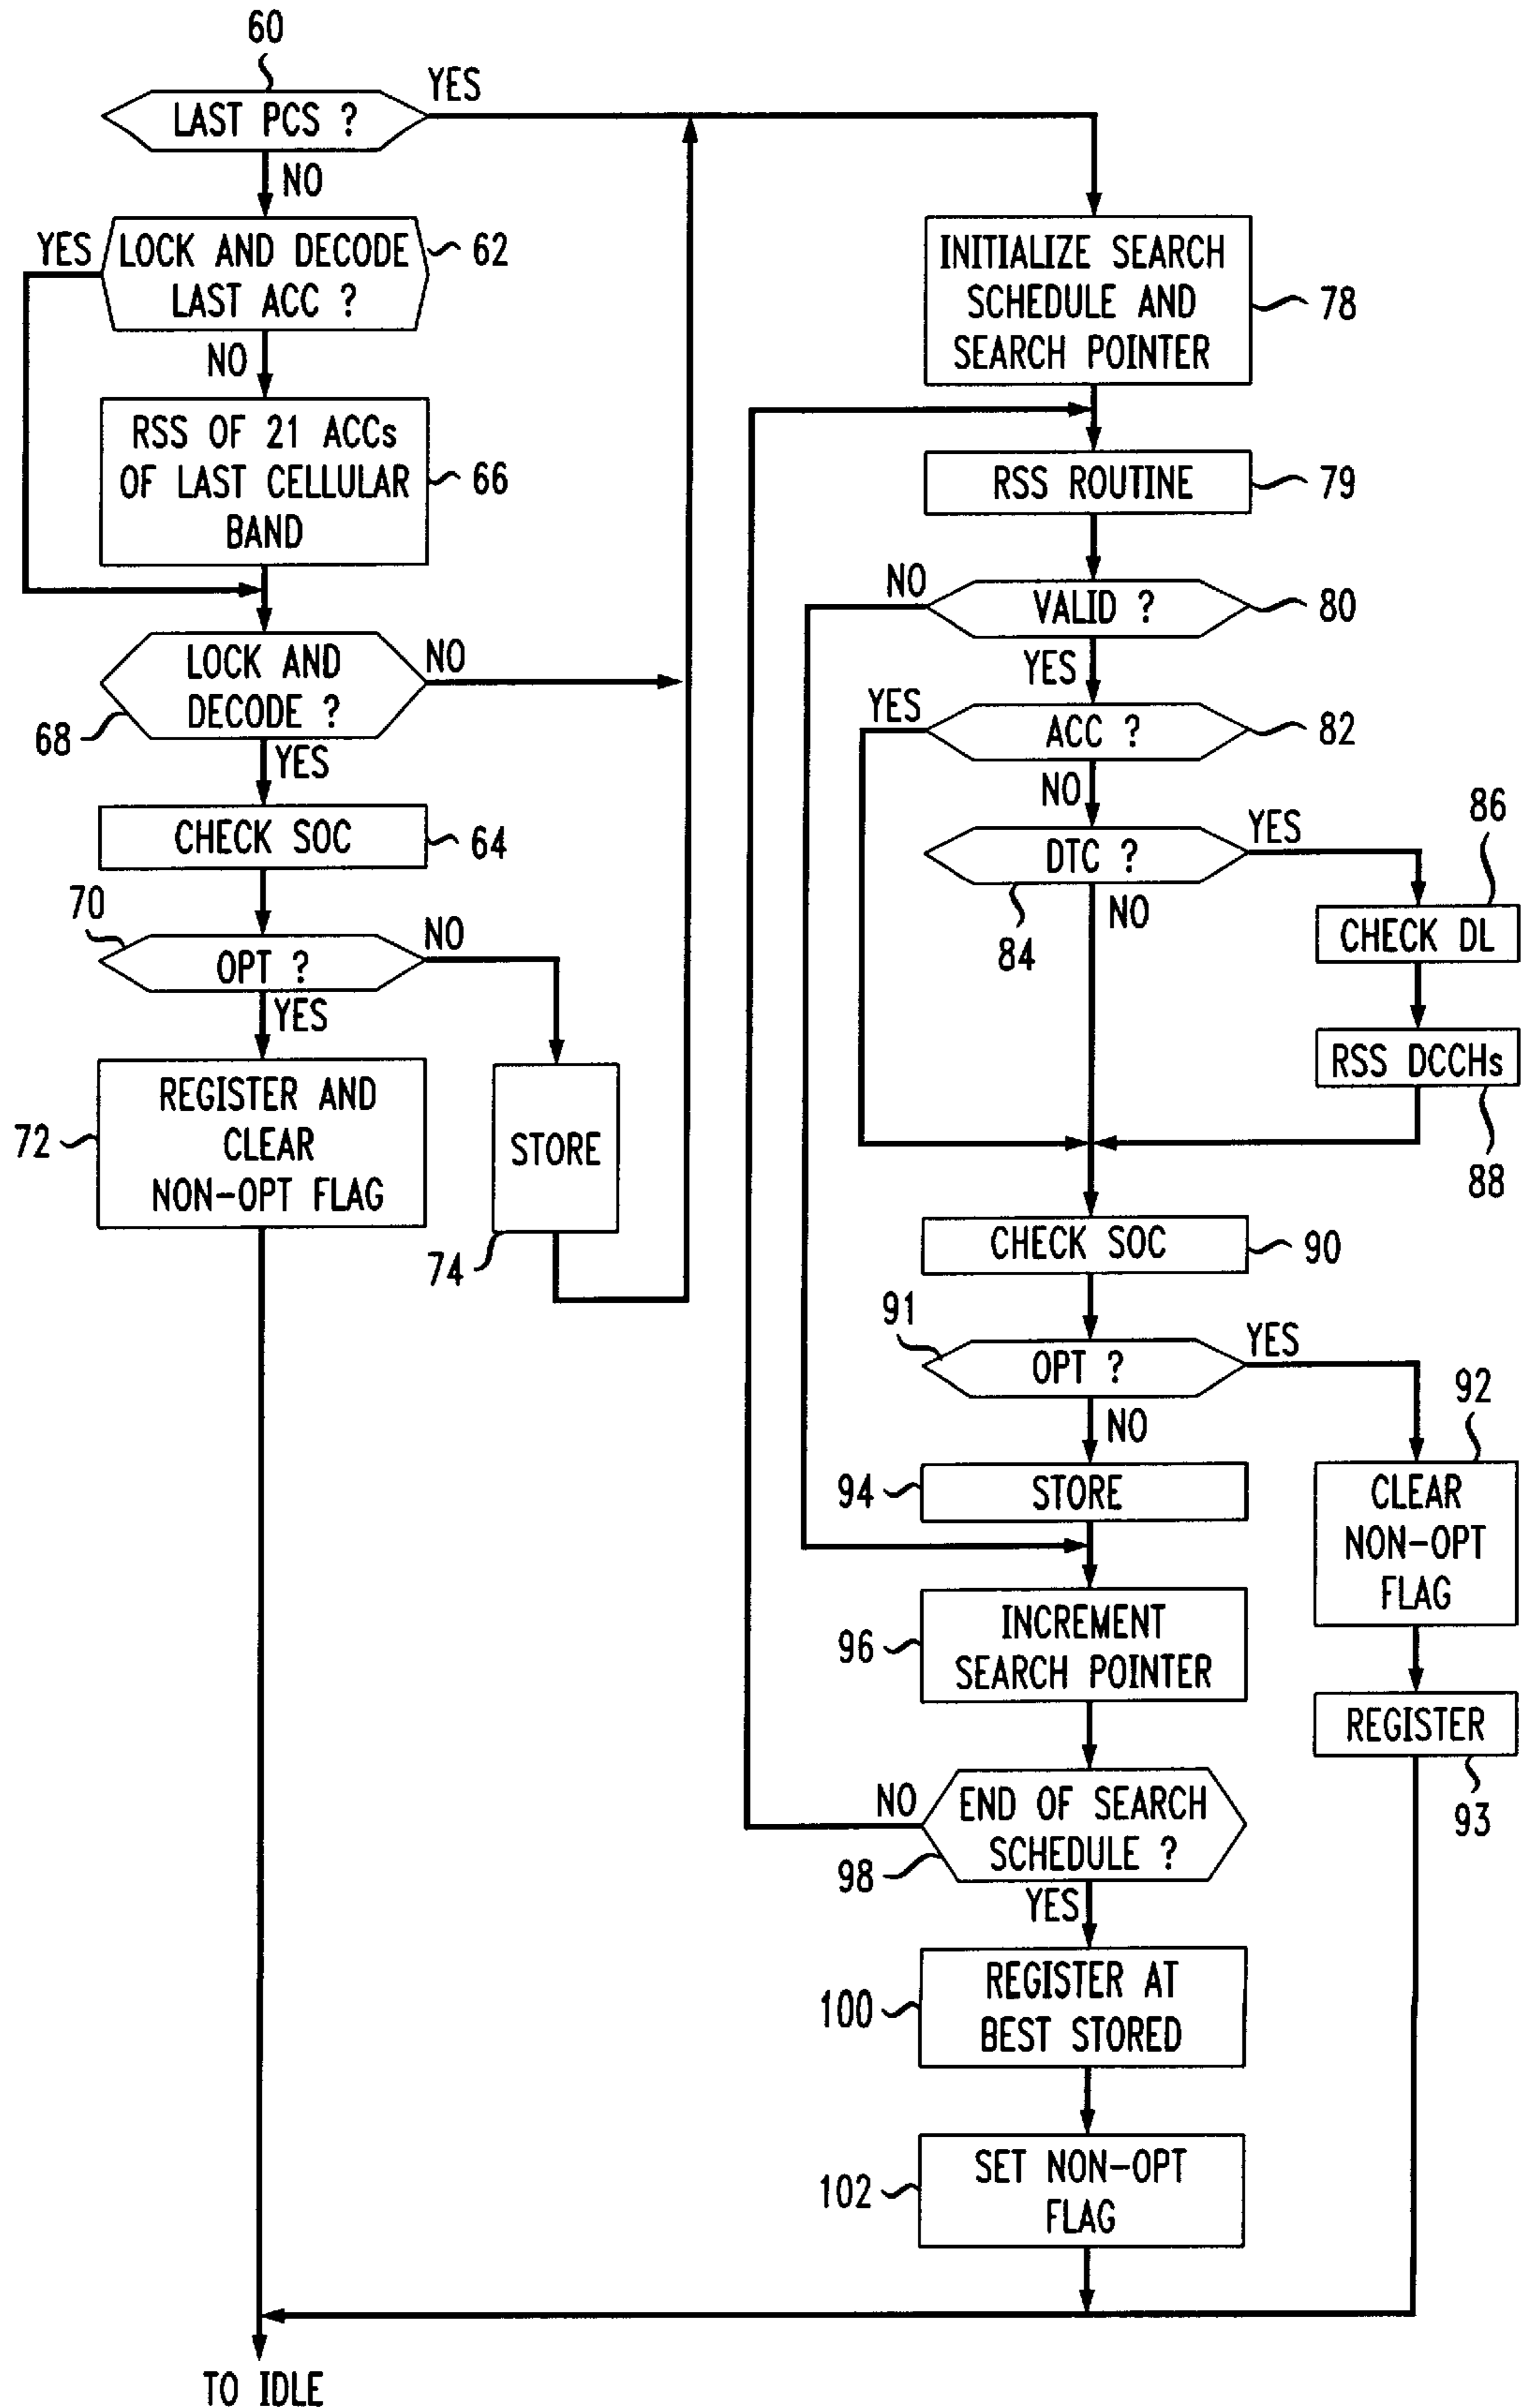 60
LAST PCS ?
YES
NO
YES
LOCK AND DECODE
LAST ACC ?
62
NO
RSS OF 21 ACCs
OF LAST CELLULAR
BAND
66
LOCK AND
DECODE ?
NO
68
YES
CHECK SOC
64
70
OPT ?
NO
YES
REGISTER AND
CLEAR
NON-OPT FLAG
72
STORE
74
INITIALIZE SEARCH
SCHEDULE AND
SEARCH POINTER
78
RSS ROUTINE
79
NO
VALID ?
80
YES
YES
ACC ?
82
NO
DTC ?
YES
84
NO
86
CHECK DL
RSS DCCHs
88
CHECK SOC
90
91
OPT ?
YES
NO
92
CLEAR
NON-OPT
FLAG
94
STORE
96
INCREMENT
SEARCH POINTER
REGISTER
93
NO
END OF SEARCH
SCHEDULE ?
98
YES
100
REGISTER AT
BEST STORED
102
SET NON-OPT
FLAG
TO IDLE